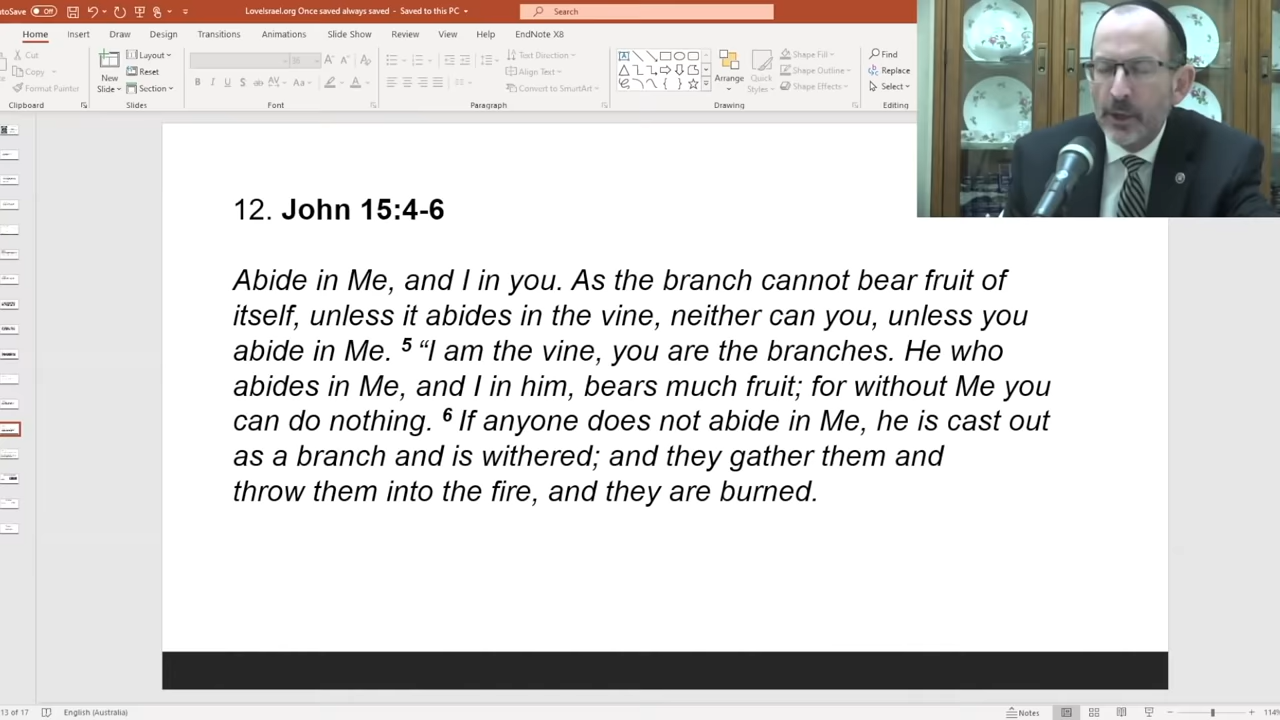 AutoSave Off LoveIsrael.org Once saved always saved - Saved to this PC Search
Home Insert Draw Design Transitions Animations Slide Show Review View Help EndNote X8
Cut
Copy
Format Painter
Clipboard
New
Slide
Layout
Reset
Section
Slides
B I U S ab AV Aa A
Font
Text Direction
Align Text
Convert to SmartArt
Paragraph
Arrange
Quick
Styles
Shape Fill
Shape Outline
Shape Effects
Drawing
Find
Replace
Select
Editing
12. John 15:4-6
Abide in Me, and I in you. As the branch cannot bear fruit of
itself, unless it abides in the vine, neither can you, unless you
abide in Me. 5 “I am the vine, you are the branches. He who
abides in Me, and I in him, bears much fruit; for without Me you
can do nothing. 6 If anyone does not abide in Me, he is cast out
as a branch and is withered; and they gather them and
throw them into the fire, and they are burned.
13 of 17 English (Australia) Notes 114%